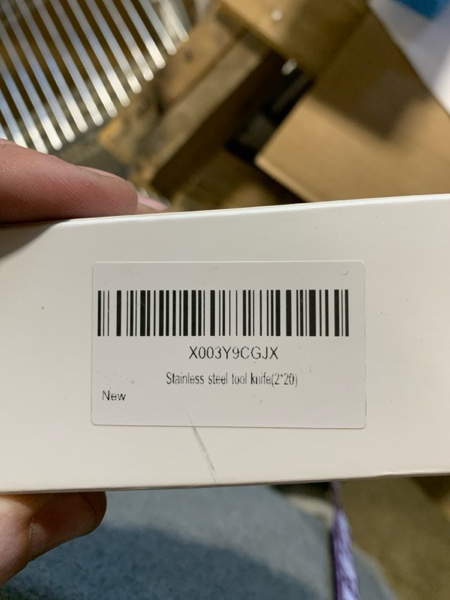 X003Y9CGJX
Stainless steel tool knife(2*20)
New